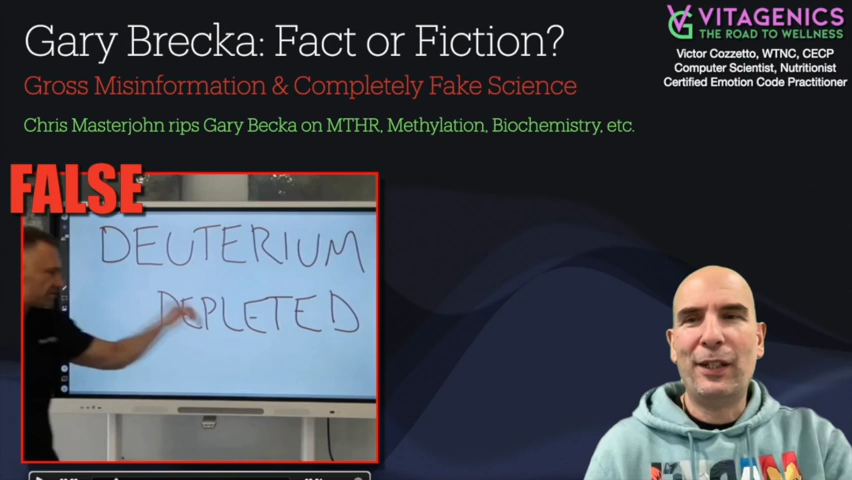 Gary Brecka: Fact or Fiction?
Gross Misinformation & Completely Fake Science
Chris Masterjohn rips Gary Becka on MTHR, Methylation, Biochemistry, etc.
VG VITAGENICS
THE ROAD TO WELLNESS
Victor Cozzetto, WTNC, CECP
Computer Scientist, Nutritionist
Certified Emotion Code Practitioner
FALSE
DEUTERIUM
DEPLETED